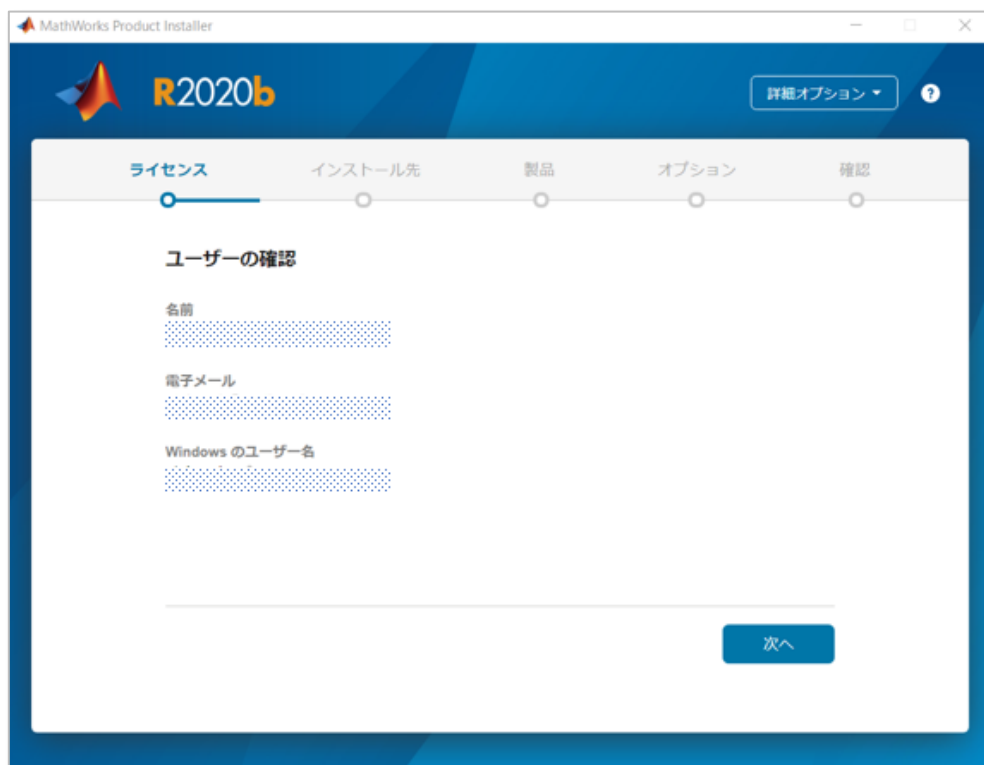 MathWorks Product Installer
R2020b
詳細オプション
?
ライセンス インストール先 製品 オプション 確認
ユーザーの確認
名前
電子メール
Windows のユーザー名
次へ